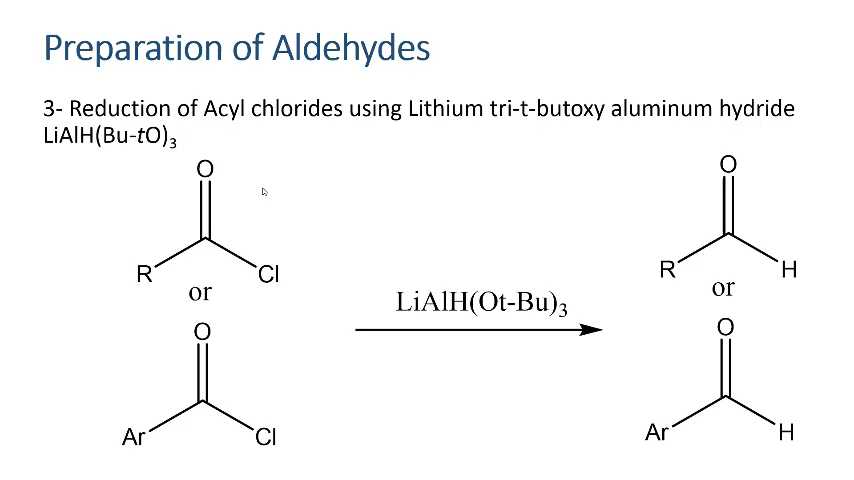 Preparation of Aldehydes
3- Reduction of Acyl chlorides using Lithium tri-t-butoxy aluminum hydride
LiAlH(Bu-tO)3
O
R
Cl
or
O
Ar
Cl
LiAlH(Ot-Bu)3
O
R
H
or
O
Ar
H